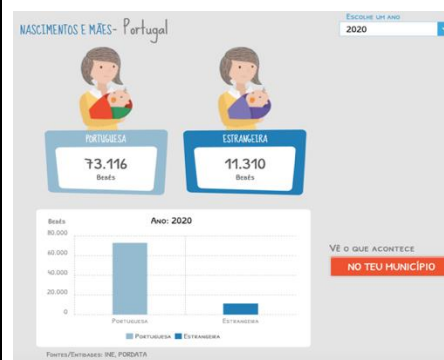 NASCIMENTOS E MÃES- Portugal
ESCOLHE UM ANO
2020
PORTUGUESA
73.116
BEBÉS
ESTRANGEIRA
11.310
BEBÉS
BEBÉS
ANO: 2020
80.000
60.000
40.000
20.000
0
PORTUGUESA
ESTRANGEIRA
PORTUGUESA
ESTRANGEIRA
VÊ O QUE ACONTECE
NO TEU MUNICÍPIO
FONTES/ENTIDADES: INE, PORDATA